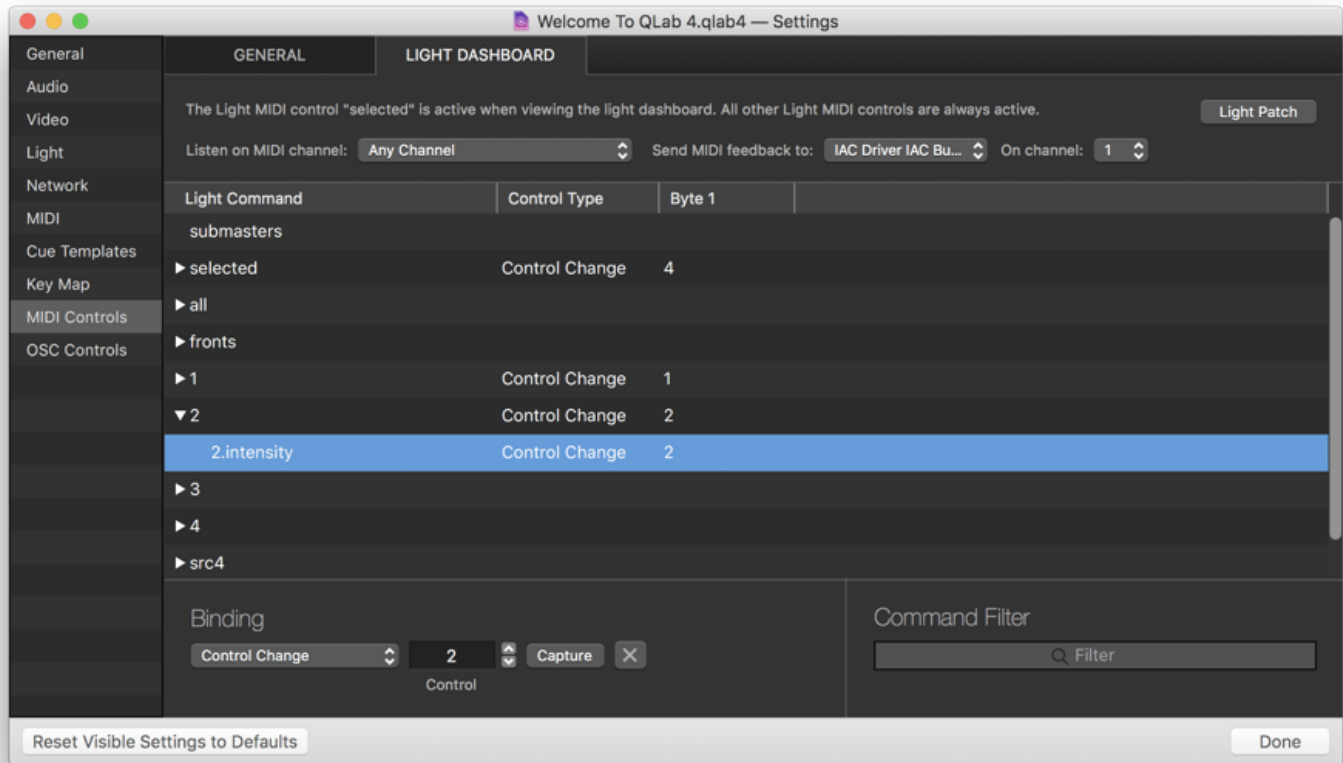 Welcome To QLab 4.qlab4 — Settings
General
Audio
Video
Light
Network
MIDI
Cue Templates
Key Map
MIDI Controls
OSC Controls
GENERAL LIGHT DASHBOARD
The Light MIDI control "selected" is active when viewing the light dashboard. All other Light MIDI controls are always active. Light Patch
Listen on MIDI channel: Any Channel Send MIDI feedback to: IAC Driver IAC Bu... On channel: 1
Light Command Control Type Byte 1
submasters
selected Control Change 4
all
fronts
1 Control Change 1
2 Control Change 2
2.intensity Control Change 2
3
4
src4
Binding
Control Change 2 Capture
Control
Command Filter
Filter
Reset Visible Settings to Defaults Done